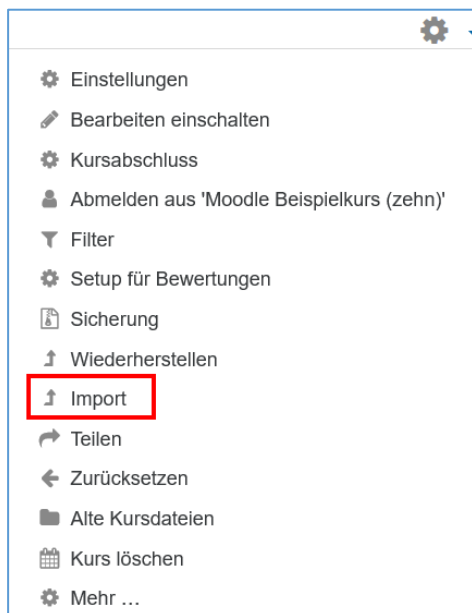 Einstellungen
Bearbeiten einschalten
Kursabschluss
Abmelden aus 'Moodle Beispielkurs (zehn)'
Filter
Setup für Bewertungen
Sicherung
Wiederherstellen
Import
Teilen
Zurücksetzen
Alte Kursdateien
Kurs löschen
Mehr ...